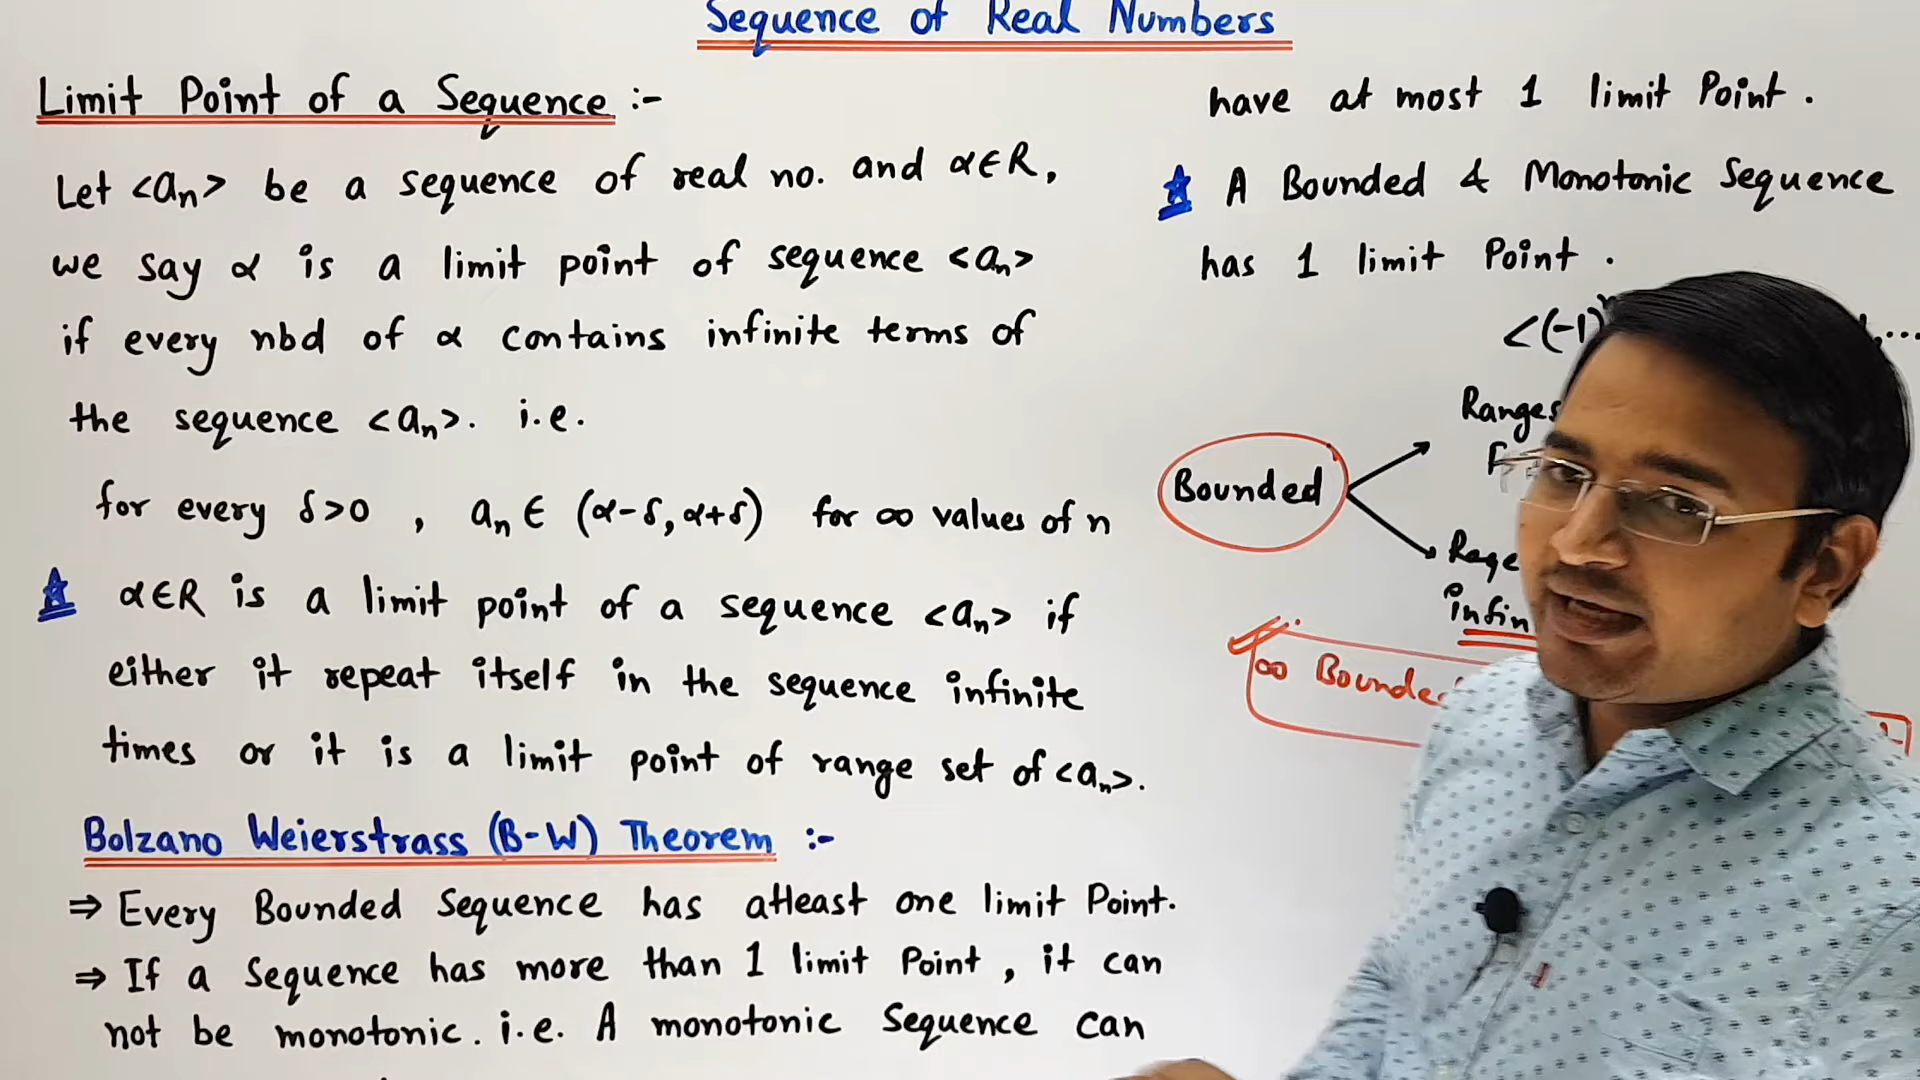 Sequence of Real Numbers
Limit Point of a Sequence :-
Let <aₙ> be a sequence of real no. and α∈R,
we say α is a limit point of sequence <aₙ>
if every nbd of α contains infinite terms of
the sequence <aₙ>. i.e.
for every δ>0 , aₙ ∈ (α-δ, α+δ) for ∞ values of n
α∈R is a limit point of a sequence <aₙ> if
either it repeat itself in the sequence infinite
times or it is a limit point of range set of <aₙ>.
Bolzano Weierstrass (B-W) Theorem :-
⇒ Every Bounded Sequence has atleast one limit Point.
⇒ If a Sequence has more than 1 limit Point , it can
not be monotonic. i.e. A monotonic Sequence can
have at most 1 limit Point .
A Bounded & Monotonic Sequence
has 1 limit Point .
<(-1)
Bounded
∞